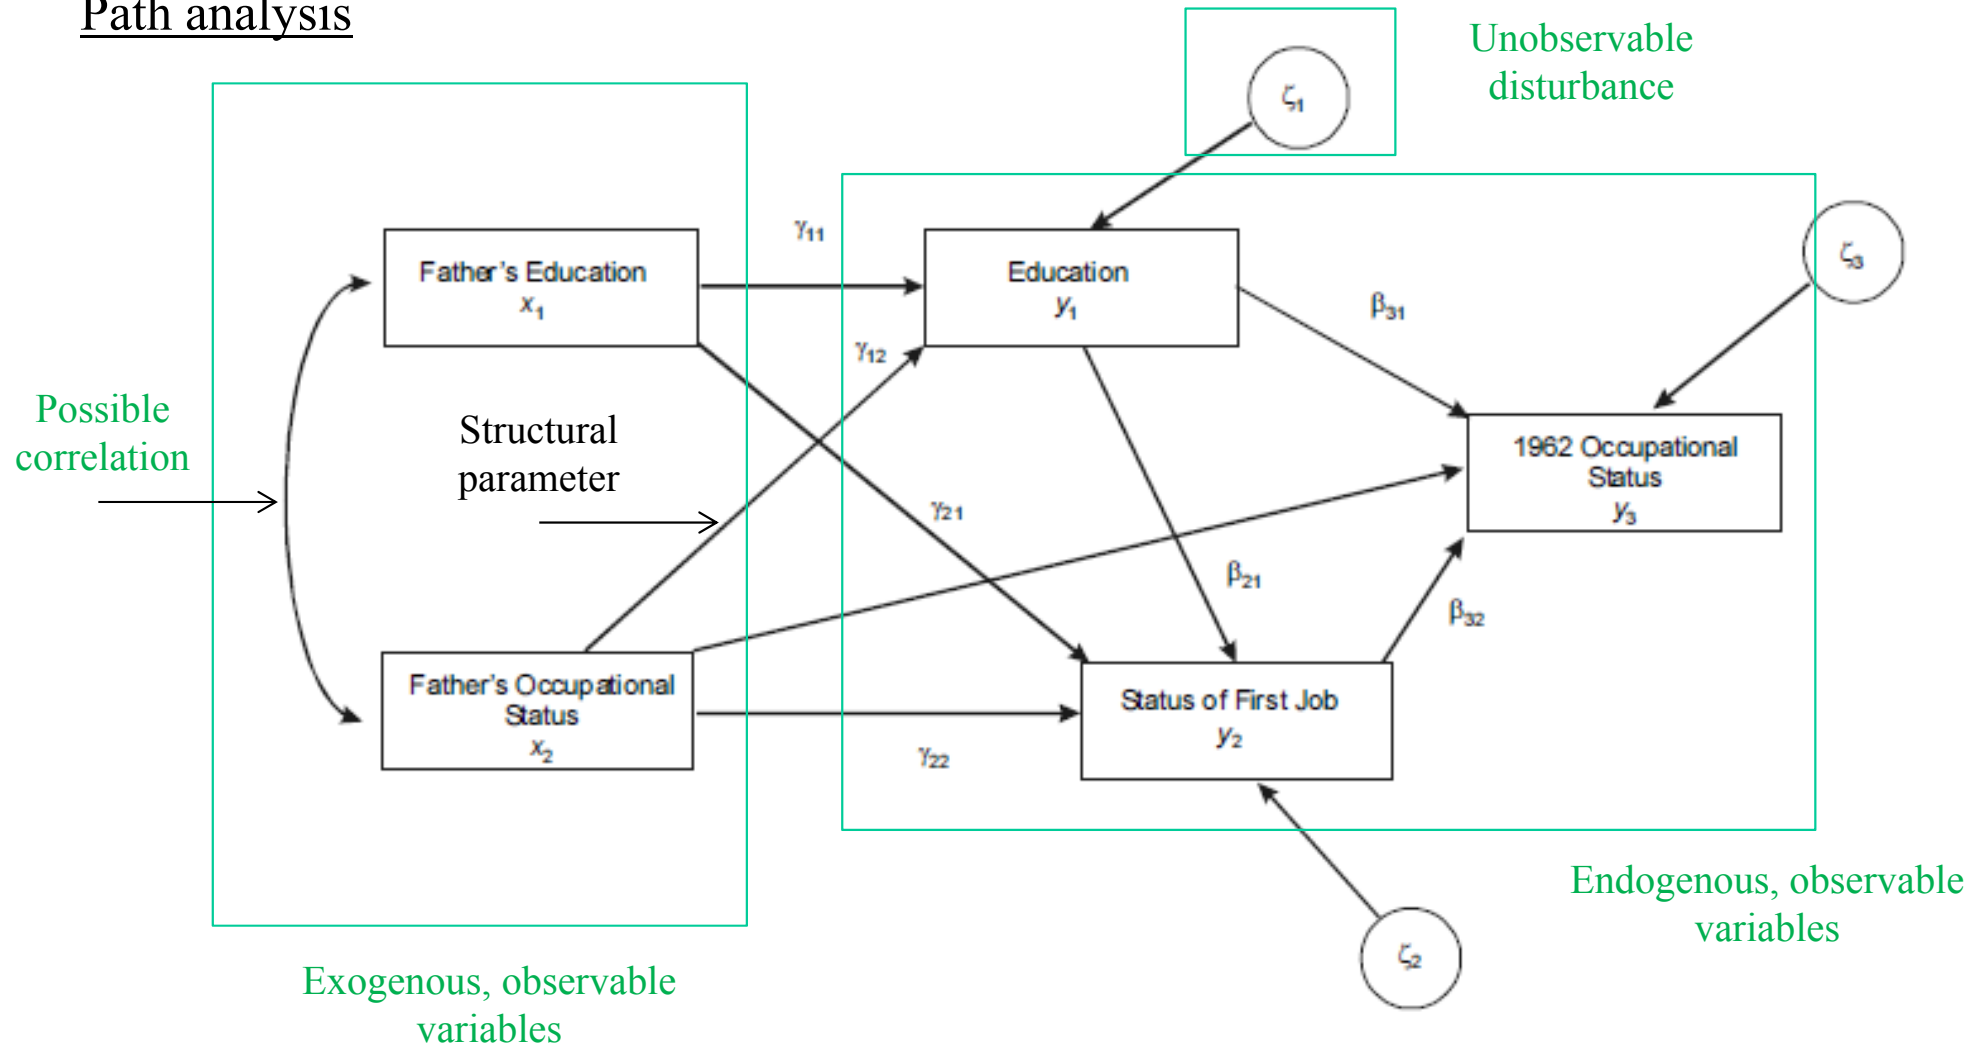 Path analysis
Unobservable
disturbance
ζ1
γ11
Father's Education
x1
Education
y1
β31
ζ3
γ12
Possible
correlation
Structural
parameter
1962 Occupational
Status
y3
γ21
β21
β32
Father's Occupational
Status
x2
Status of First Job
y2
γ22
Endogenous, observable
variables
ζ2
Exogenous, observable
variables